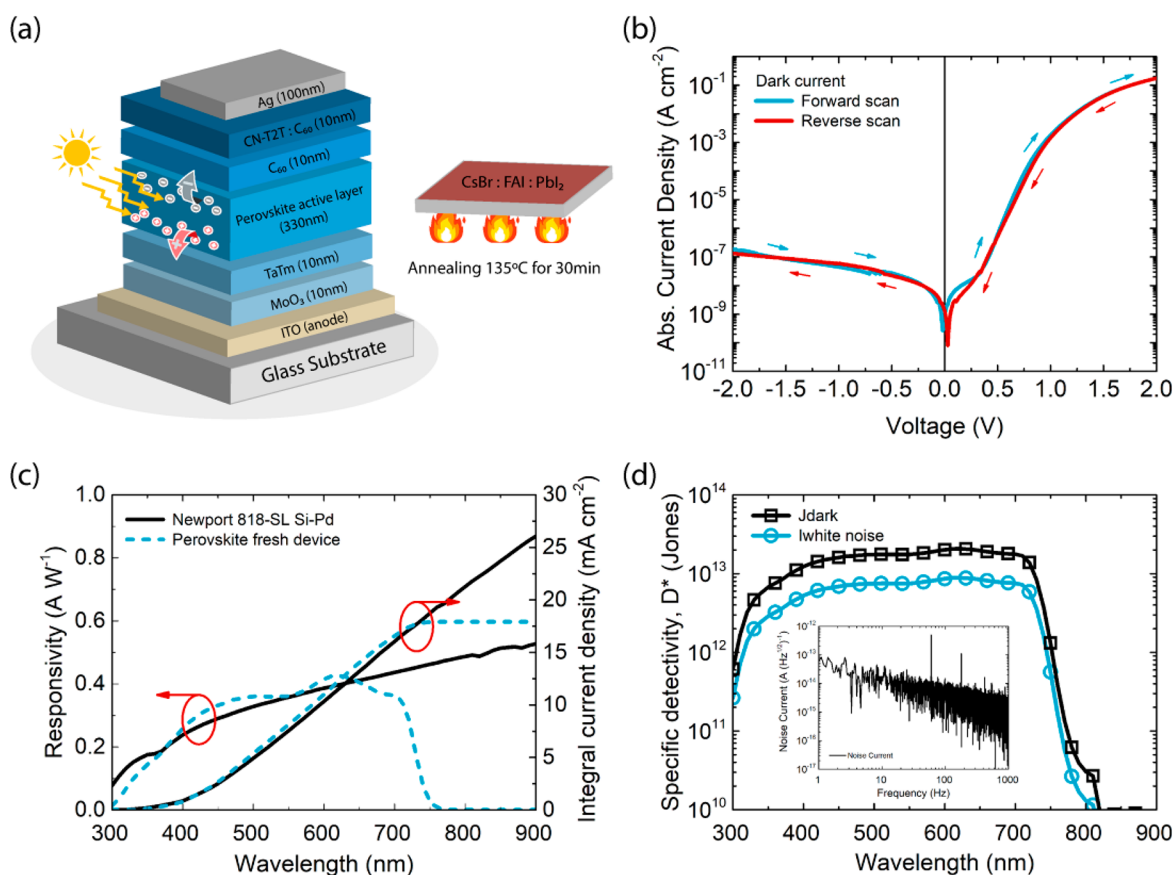 (a)
Ag (100nm)
CN-T2T : C₆₀ (10nm)
C₆₀ (10nm)
Perovskite active layer
(330nm)
TaTm (10nm)
MoO₃ (10nm)
ITO (anode)
Glass Substrate
CsBr : FAI : PbI₂
Annealing 135ºC for 30min
(b)
Abs. Current Density (A cm⁻²)
10⁻¹
10⁻³
10⁻⁵
10⁻⁷
10⁻⁹
10⁻¹¹
Dark current
Forward scan
Reverse scan
-2.0 -1.5 -1.0 -0.5 0.0 0.5 1.0 1.5 2.0
Voltage (V)
(c)
Responsivity (A W⁻¹)
1.0
0.8
0.6
0.4
0.2
0.0
Newport 818-SL Si-Pd
Perovskite fresh device
30
25
20
15
10
5
0
Integral current density (mA cm⁻²)
300 400 500 600 700 800 900
Wavelength (nm)
(d)
Specific detectivity, D* (Jones)
10¹⁴
10¹³
10¹²
10¹¹
10¹⁰
Jdark
Iwhite noise
Noise Current (A (Hz¹ᐟ²)⁻¹)
10⁻¹²
10⁻¹³
10⁻¹⁴
10⁻¹⁵
10⁻¹⁶
10⁻¹⁷
Noise Current
1 10 100 1000
Frequency (Hz)
300 400 500 600 700 800 900
Wavelength (nm)